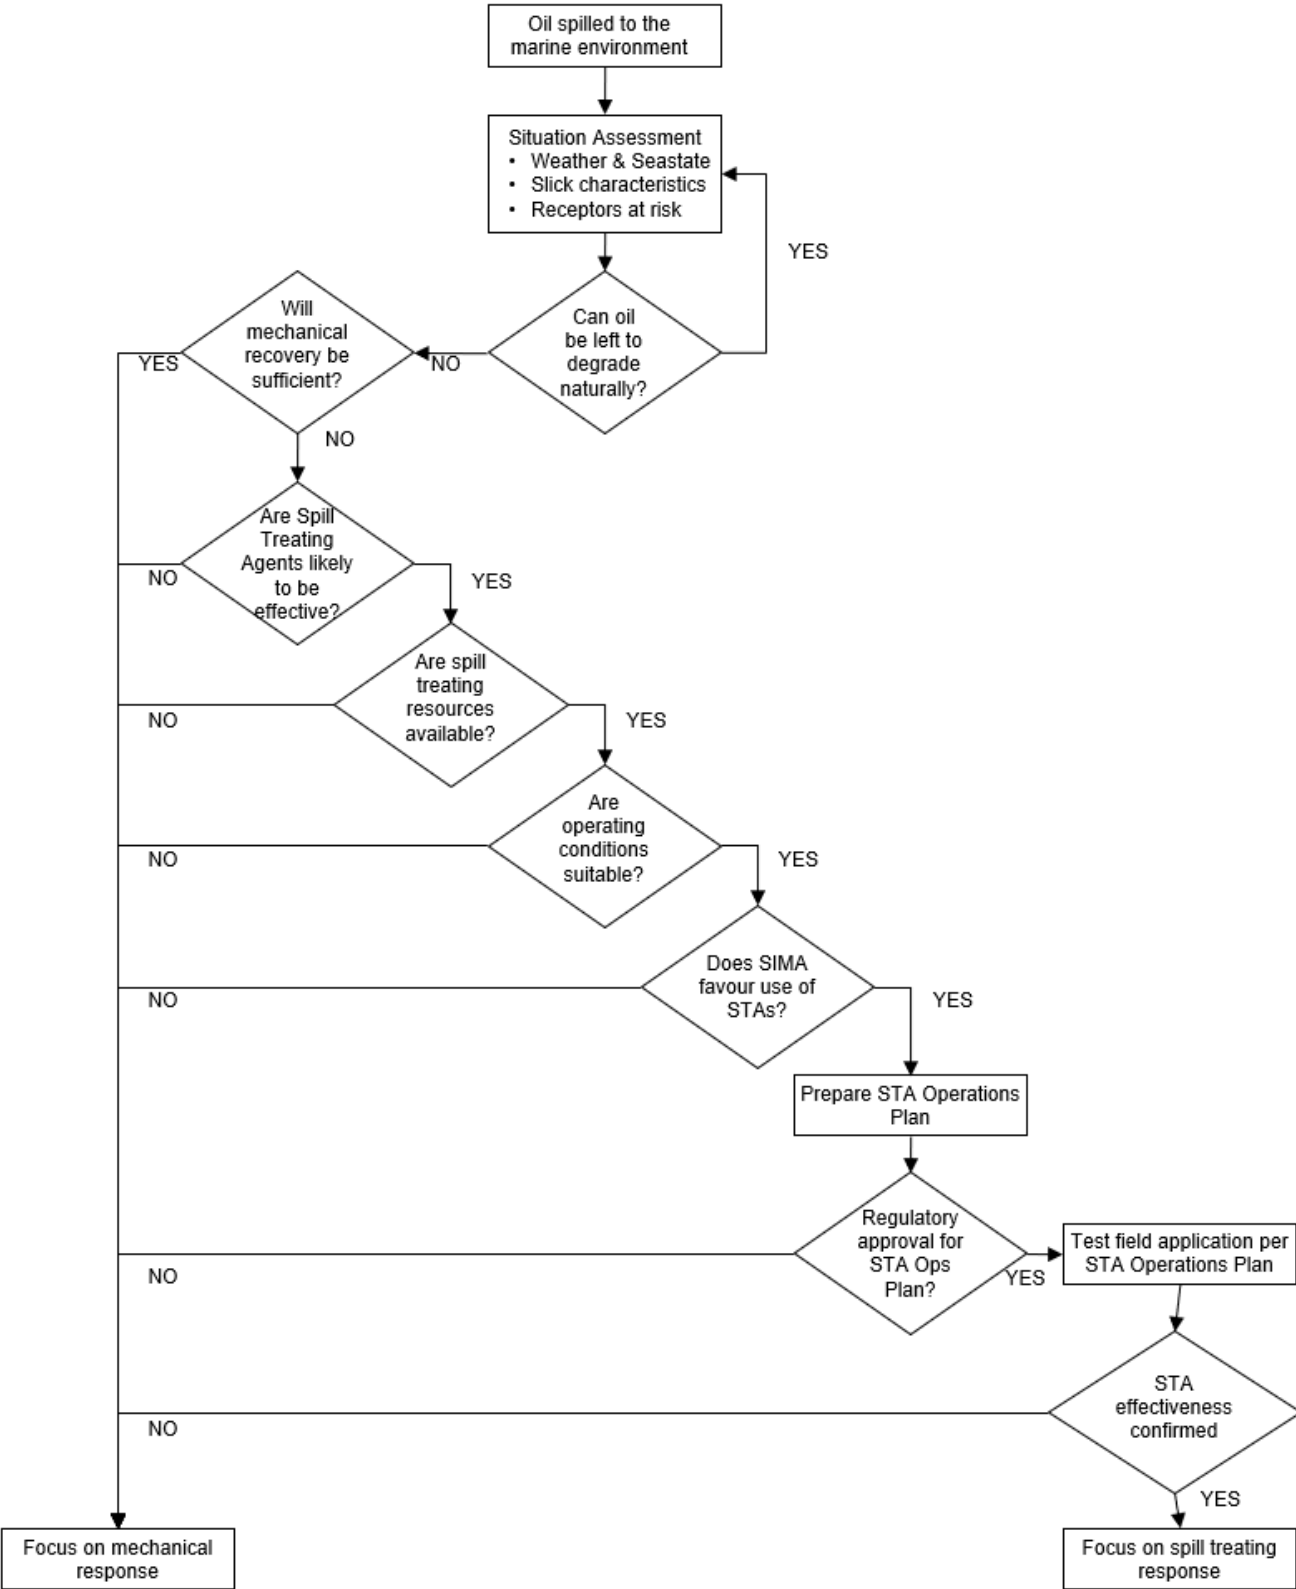 Oil spilled to the
marine environment
Situation Assessment
• Weather & Seastate
• Slick characteristics
• Receptors at risk
YES
Can oil
be left to
degrade
naturally?
NO
Will
mechanical
recovery be
sufficient?
YES
NO
Are Spill
Treating
Agents likely
to be
effective?
NO
YES
Are spill
treating
resources
available?
NO
YES
Are
operating
conditions
suitable?
NO
YES
Does SIMA
favour use of
STAs?
NO
YES
Prepare STA Operations
Plan
Regulatory
approval for
STA Ops
Plan?
NO
YES
Test field application per
STA Operations Plan
STA
effectiveness
confirmed
NO
YES
Focus on mechanical
response
Focus on spill treating
response